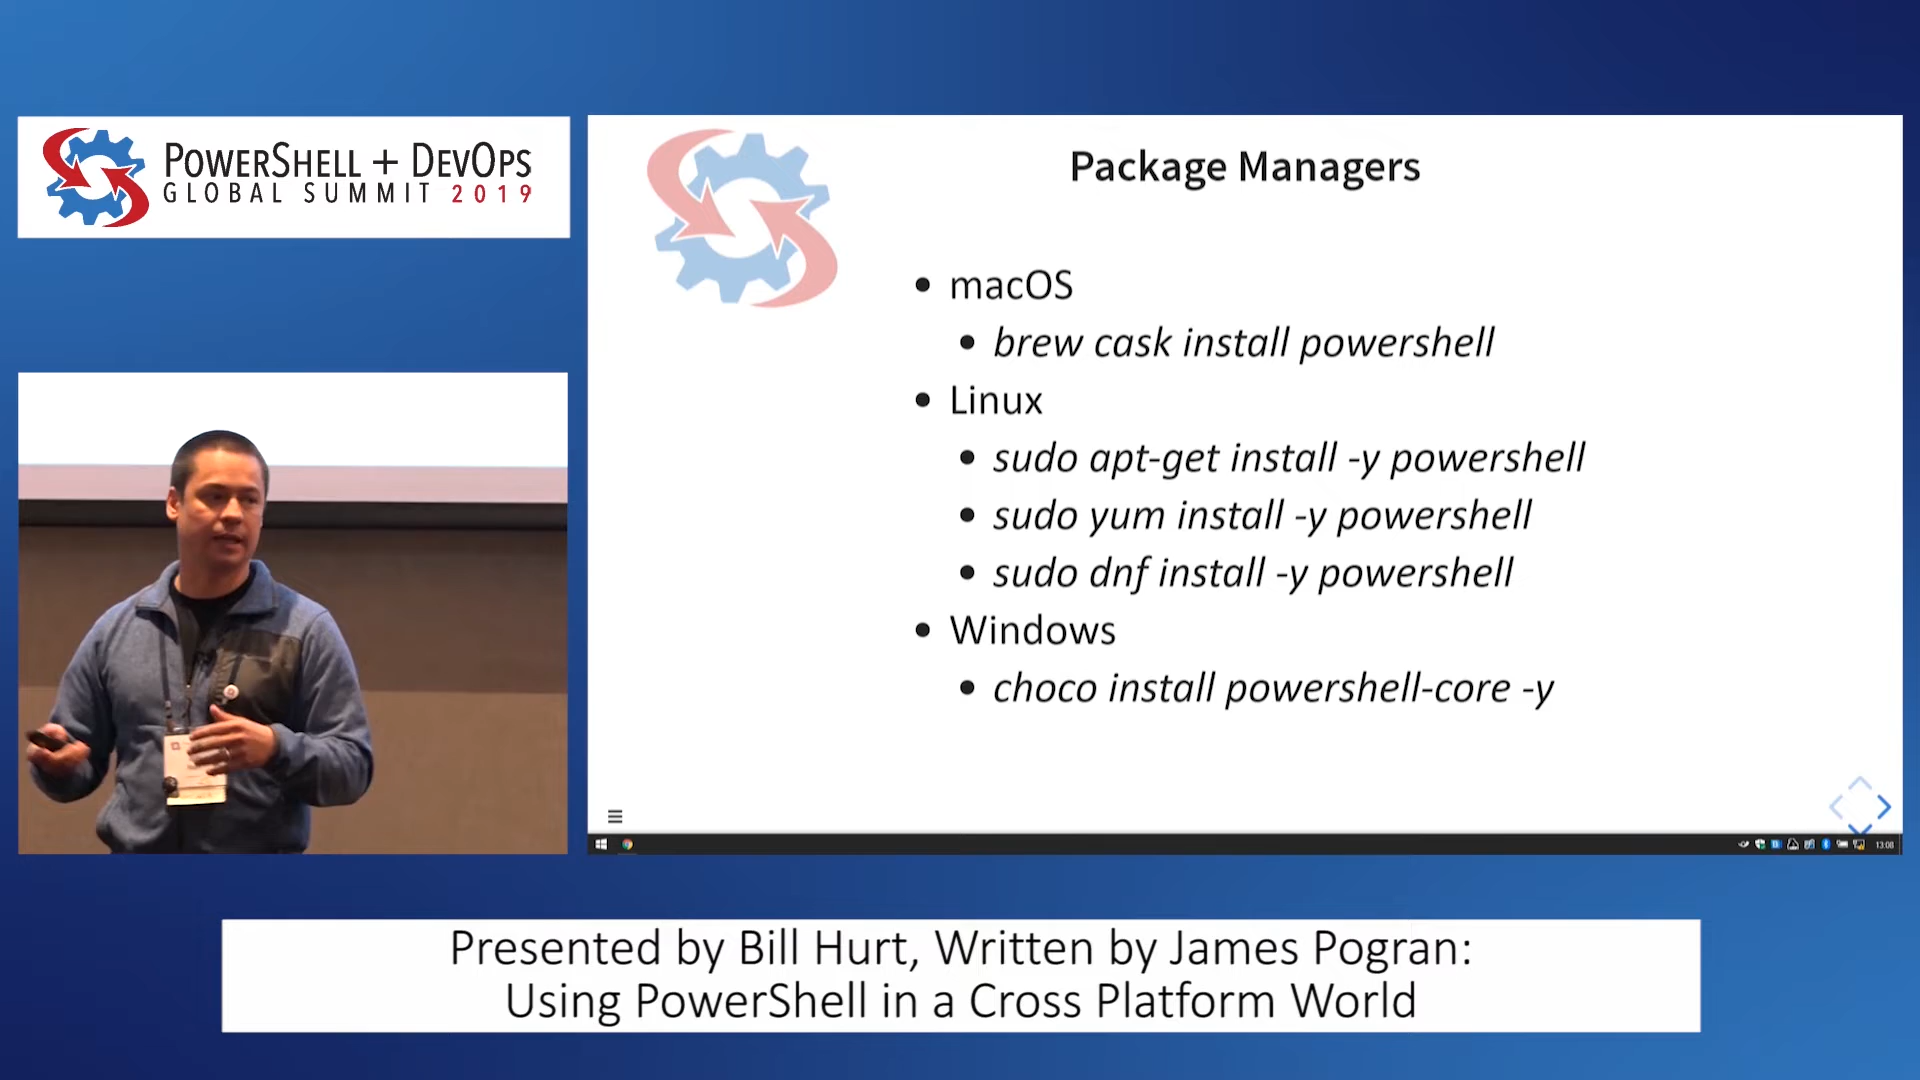 POWERSHELL + DEVOPS
GLOBAL SUMMIT 2019
Package Managers
• macOS
• brew cask install powershell
• Linux
• sudo apt-get install -y powershell
• sudo yum install -y powershell
• sudo dnf install -y powershell
• Windows
• choco install powershell-core -y
13:08
Presented by Bill Hurt, Written by James Pogran:
Using PowerShell in a Cross Platform World